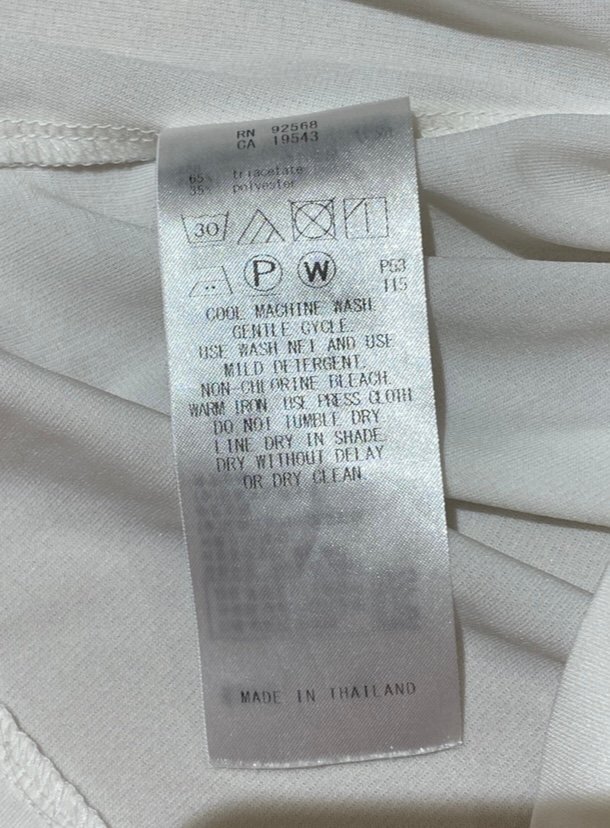 RN 92568
CA 19543
65% triacetate
35% polyester
30
P W P53
115
COOL MACHINE WASH.
GENTLE CYCLE.
USE WASH NET AND USE
MILD DETERGENT.
NON-CHLORINE BLEACH.
WARM IRON. USE PRESS CLOTH
DO NOT TUMBLE DRY
LINE DRY IN SHADE.
DRY WITHOUT DELAY
OR DRY CLEAN.
MADE IN THAILAND